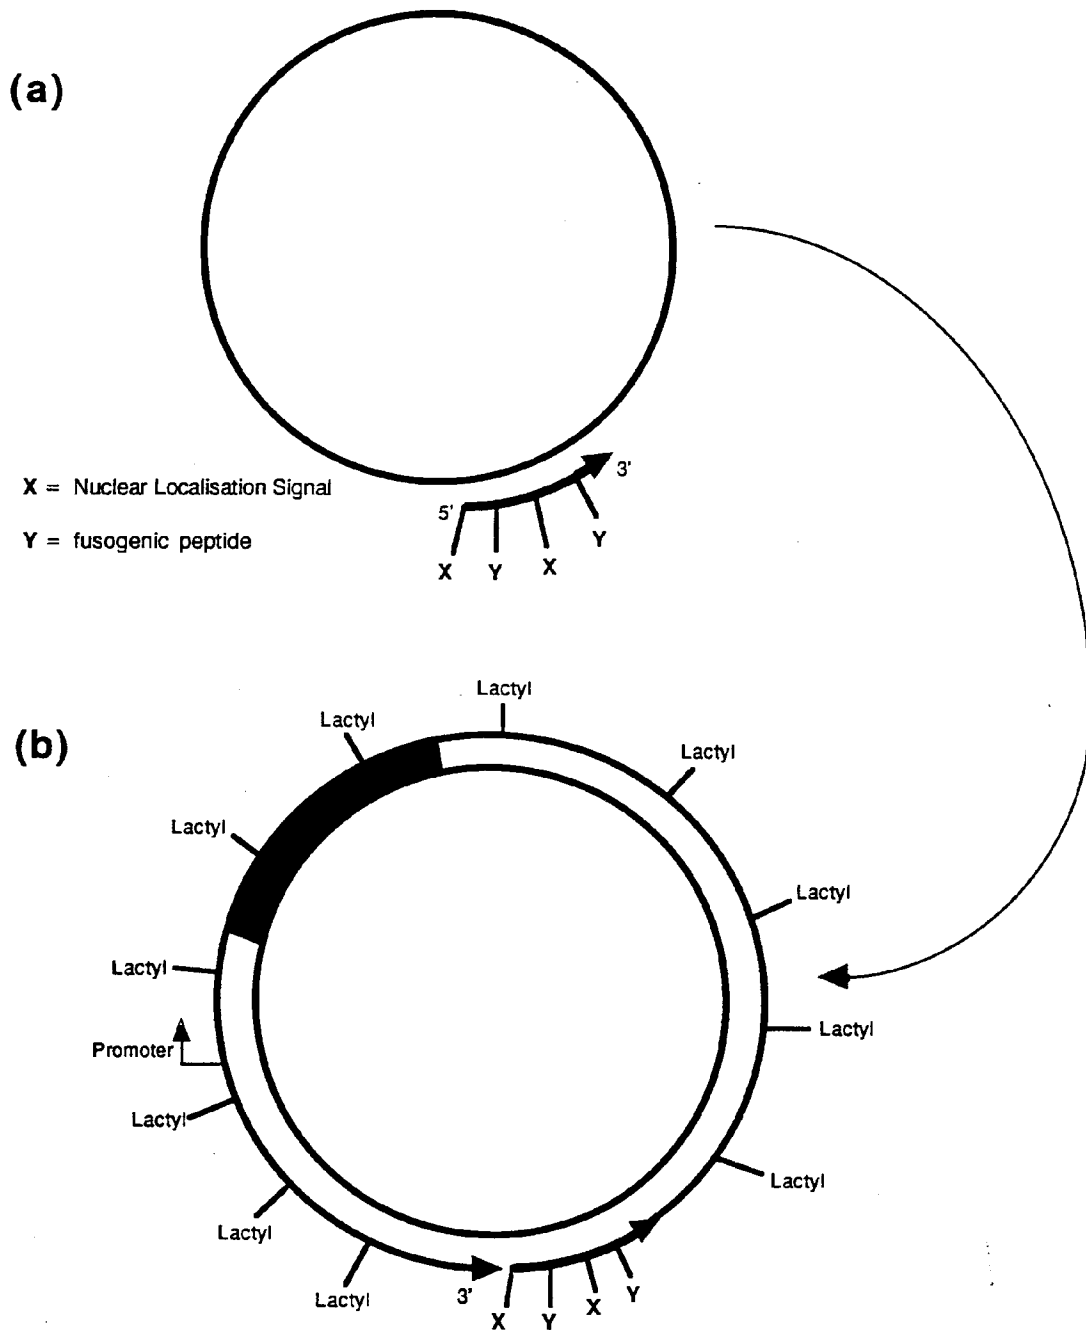 (a)
3'
X = Nuclear Localisation Signal
5'
Y = fusogenic peptide
X Y X Y
(b)
Lactyl
Lactyl
Lactyl
Lactyl
Lactyl
Lactyl
Lactyl
Promoter
Lactyl
Lactyl
Lactyl
Lactyl
3'
X Y X Y